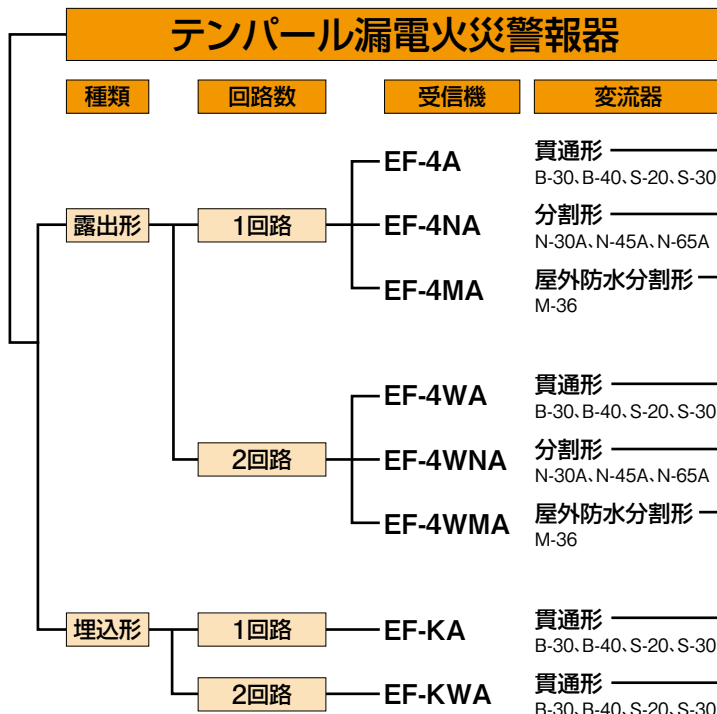 テンパール漏電火災警報器
種類 回路数 受信機 変流器
EF-4A 貫通形
B-30、B-40、S-20、S-30
露出形 1回路 EF-4NA 分割形
N-30A、N-45A、N-65A
EF-4MA 屋外防水分割形
M-36
EF-4WA 貫通形
B-30、B-40、S-20、S-30
2回路 EF-4WNA 分割形
N-30A、N-45A、N-65A
EF-4WMA 屋外防水分割形
M-36
埋込形 1回路 EF-KA 貫通形
B-30、B-40、S-20、S-30
2回路 EF-KWA 貫通形
B-30、B-40、S-20、S-30